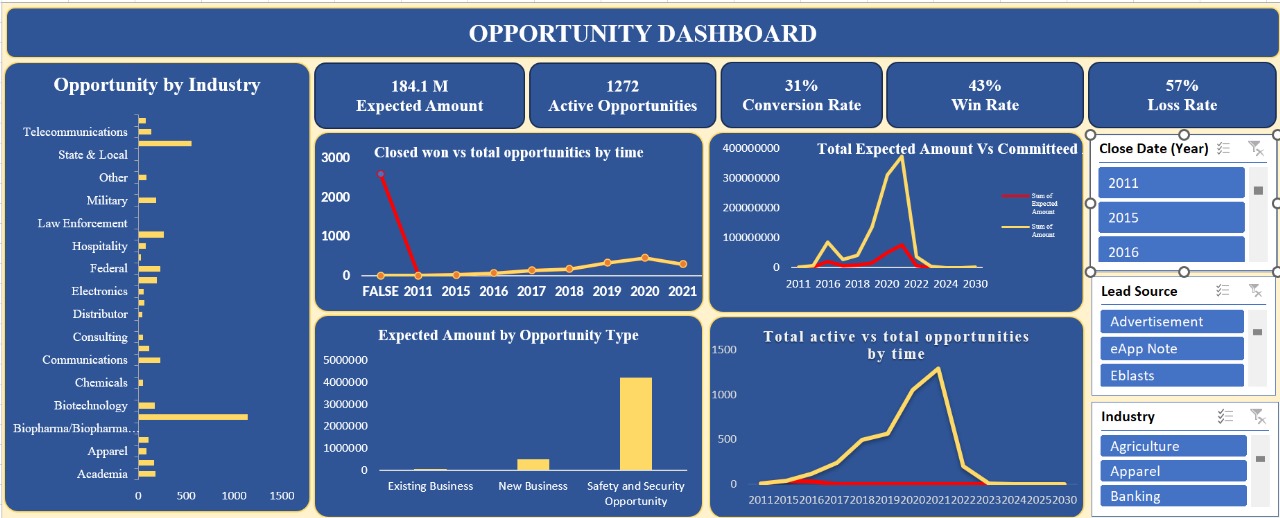 OPPORTUNITY DASHBOARD
Opportunity by Industry
Telecommunications
State & Local
Other
Military
Law Enforcement
Hospitality
Federal
Electronics
Distributor
Consulting
Communications
Chemicals
Biotechnology
Biopharma/Biopharma...
Apparel
Academia
0 500 1000 1500
184.1 M
Expected Amount
1272
Active Opportunities
31%
Conversion Rate
43%
Win Rate
57%
Loss Rate
Closed won vs total opportunities by time
3000
2000
1000
0
FALSE 2011 2015 2016 2017 2018 2019 2020 2021
Total Expected Amount Vs Committed
400000000
300000000
200000000
100000000
0
2011 2016 2018 2020 2022 2024 2030
Sum of
Expected
Amount
Sum of
Amount
Expected Amount by Opportunity Type
5000000
4000000
3000000
2000000
1000000
0
Existing Business
New Business
Safety and Security
Opportunity
Total active vs total opportunities
by time
1500
1000
500
0
2011 2015 2016 2017 2018 2019 2020 2021 2022 2023 2024 2025 2030
Close Date (Year)
2011
2015
2016
Lead Source
Advertisement
eApp Note
Eblasts
Industry
Agriculture
Apparel
Banking